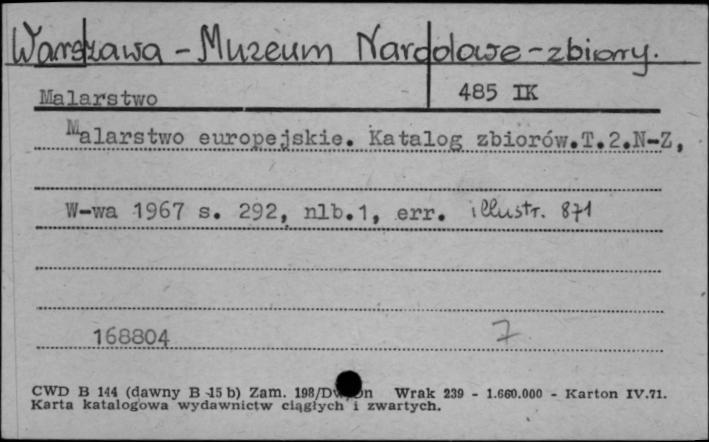 Warszawa - Muzeum Narodowe - zbiory.
Malarstwo 485 IK
Malarstwo europejskie. Katalog zbiorów.T.2.N-Z,
W-wa 1967 s. 292, nlb.1, err. illustr. 871
168804 7
CWD B 144 (dawny B -15 b) Zam. 198/ Wrak 239 - 1.660.000 - Karton IV.71.
Karta katalogowa wydawnictw ciągłych i zwartych.